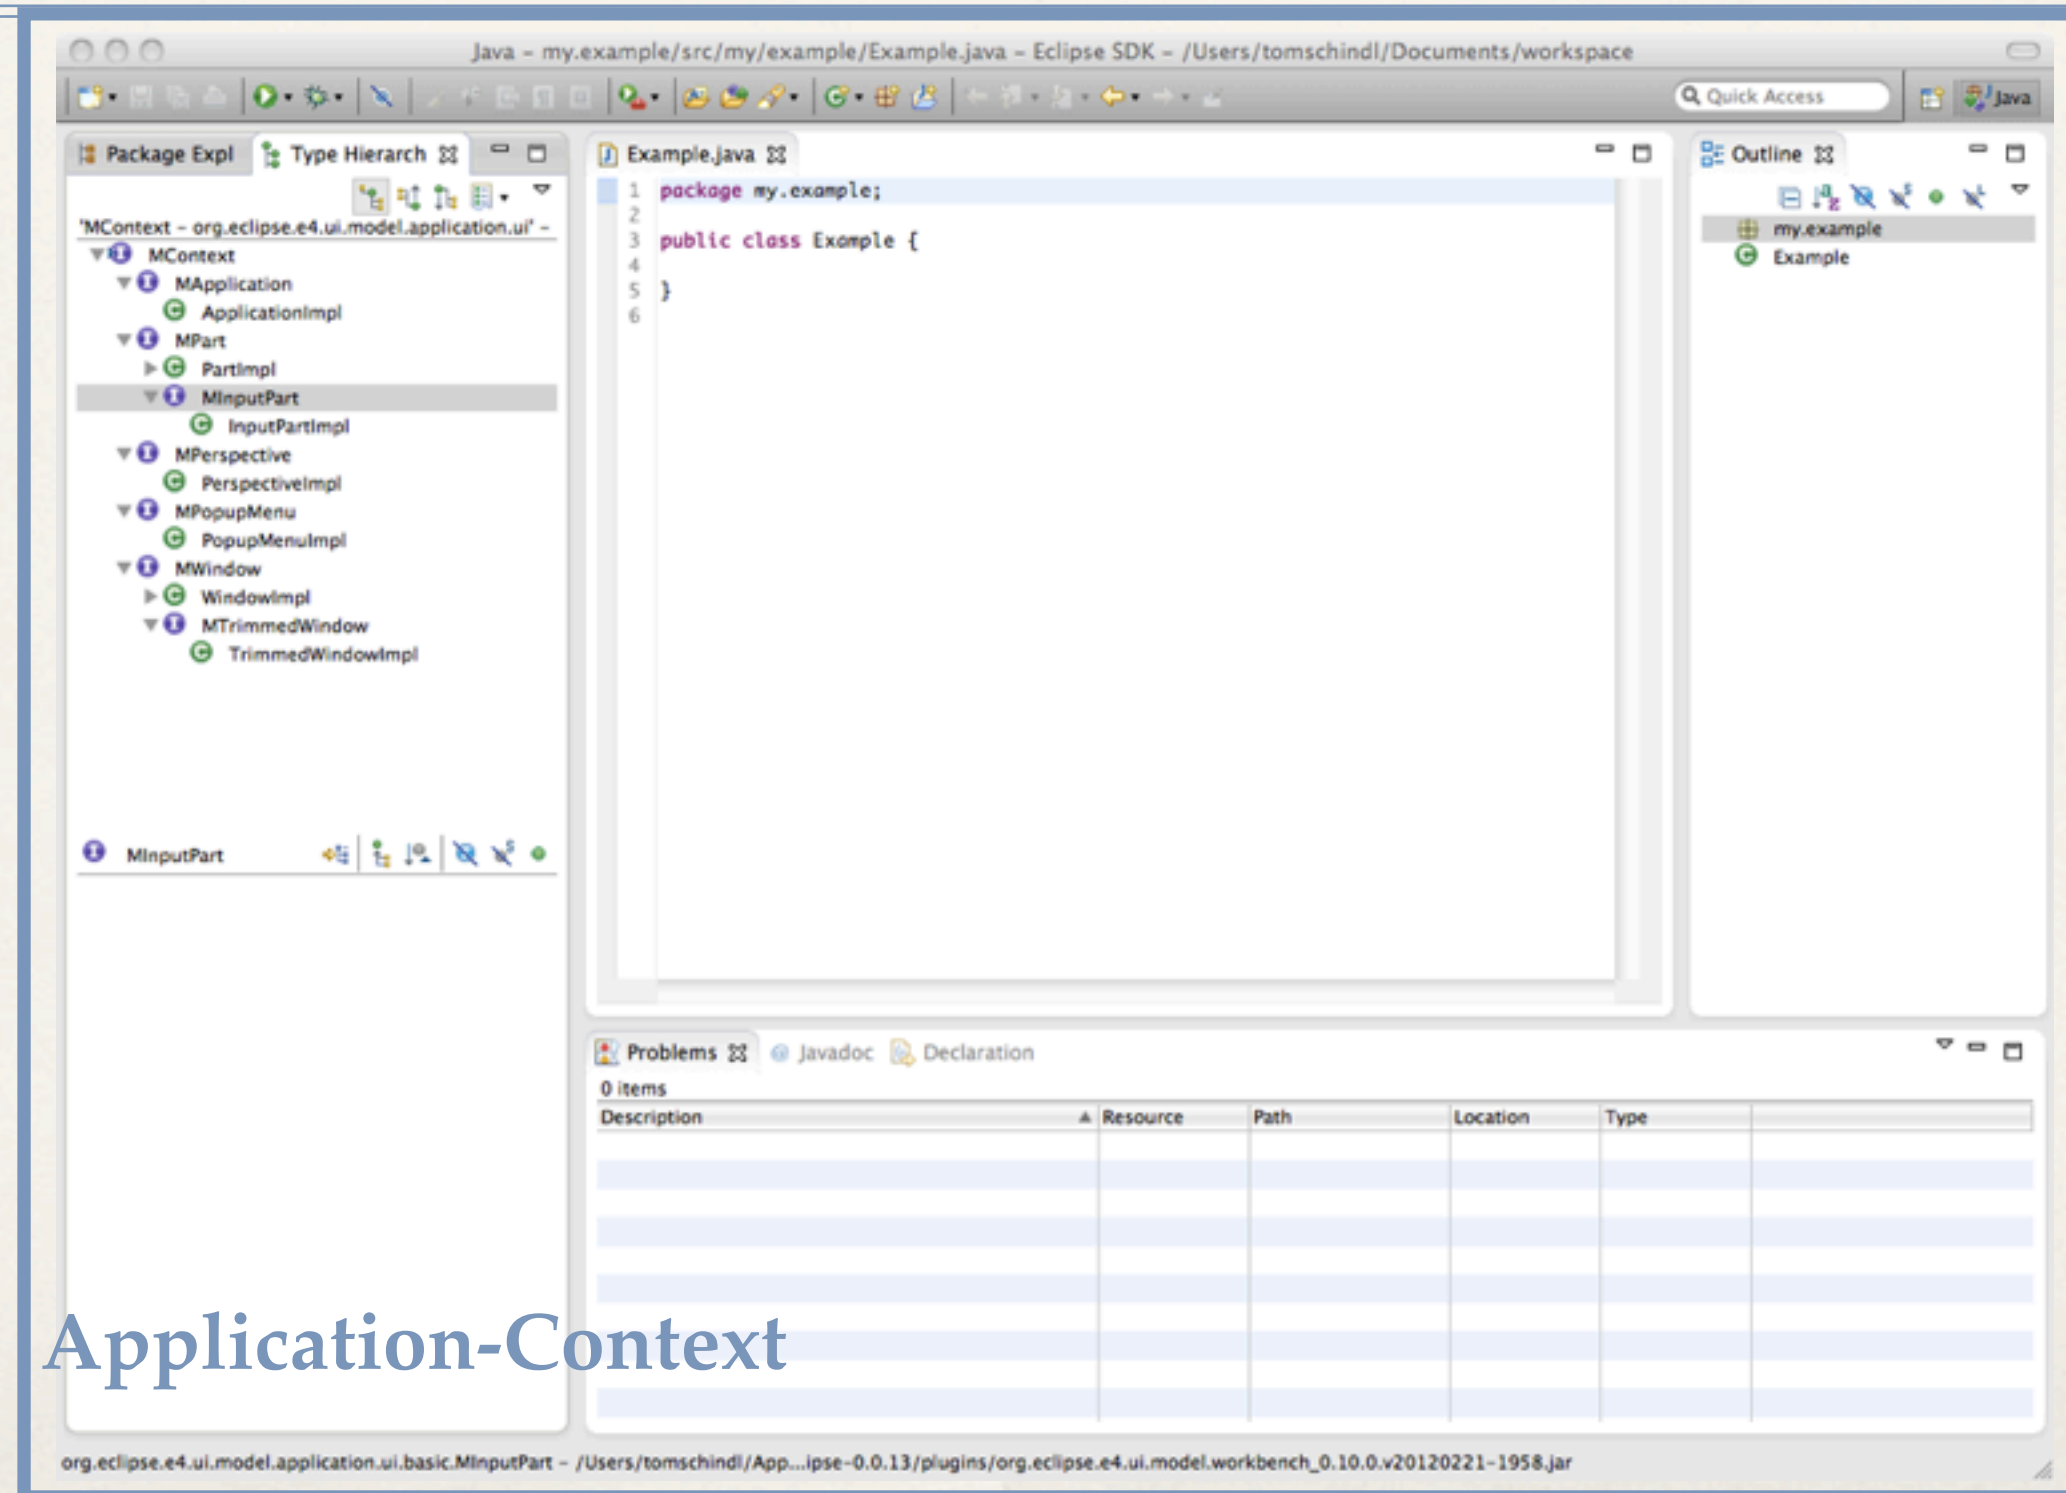 Java – my.example/src/my/example/Example.java – Eclipse SDK – /Users/tomschindl/Documents/workspace
Quick Access
Java
Package Expl
Type Hierarch
'MContext – org.eclipse.e4.ui.model.application.ui' –
MContext
MApplication
ApplicationImpl
MPart
PartImpl
MInputPart
InputPartImpl
MPerspective
PerspectiveImpl
MPopupMenu
PopupMenuImpl
MWindow
WindowImpl
MTrimmedWindow
TrimmedWindowImpl
MInputPart
Example.java
1 package my.example;
2
3 public class Example {
4
5 }
6
Outline
my.example
Example
Problems Javadoc Declaration
0 items
Description Resource Path Location Type
Application-Context
org.eclipse.e4.ui.model.application.ui.basic.MInputPart – /Users/tomschindl/App...ipse-0.0.13/plugins/org.eclipse.e4.ui.model.workbench_0.10.0.v20120221-1958.jar